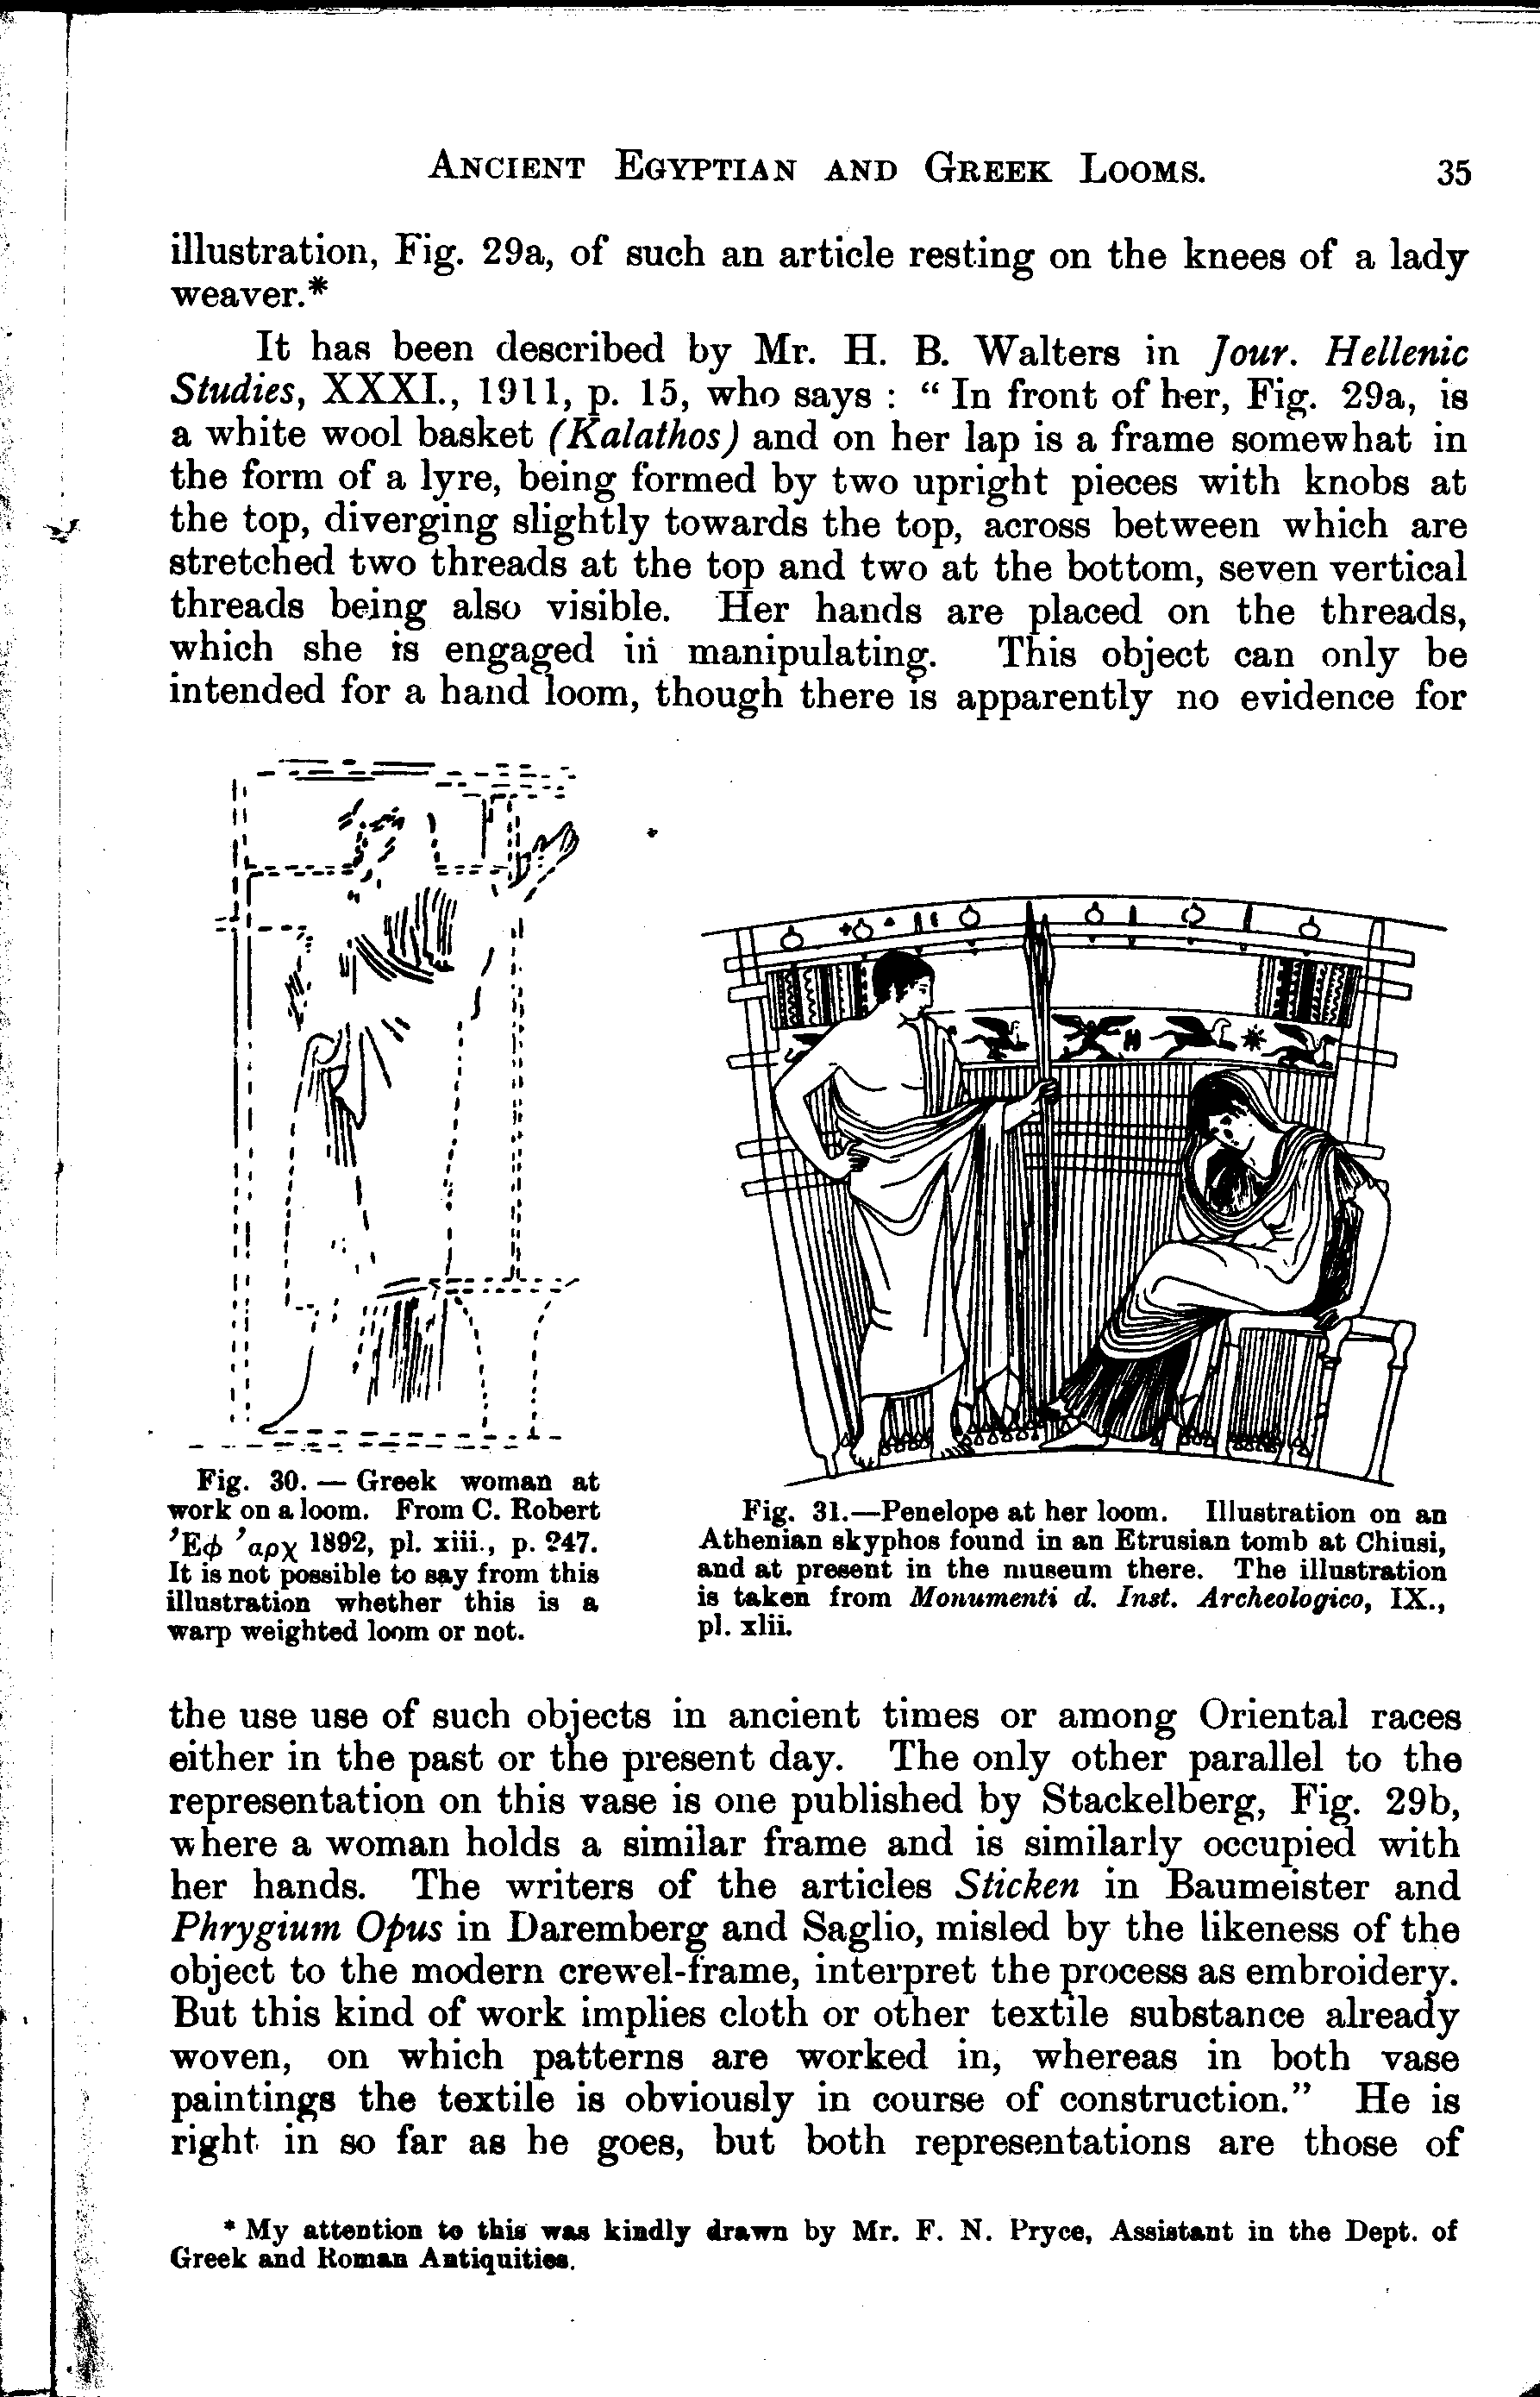 ANCIENT EGYPTIAN AND GREEK LOOMS. 35
illustration, Fig. 29a, of such an article resting on the knees of a lady
weaver.*
It has been described by Mr. H. B. Walters in Jour. Hellenic
Studies, XXXI., 1911, p. 15, who says : “ In front of her, Fig. 29a, is
a white wool basket (Kalathos) and on her lap is a frame somewhat in
the form of a lyre, being formed by two upright pieces with knobs at
the top, diverging slightly towards the top, across between which are
stretched two threads at the top and two at the bottom, seven vertical
threads being also visible. Her hands are placed on the threads,
which she is engaged in manipulating. This object can only be
intended for a hand loom, though there is apparently no evidence for
Fig. 30. — Greek woman at
work on a loom. From C. Robert
’Εφ ’αρχ 1892, pl. xiii., p. 247.
It is not possible to say from this
illustration whether this is a
warp weighted loom or not.
Fig. 31.—Penelope at her loom. Illustration on an
Athenian skyphos found in an Etrusian tomb at Chiusi,
and at present in the museum there. The illustration
is taken from Monumenti d. Inst. Archeologico, IX.,
pl. xlii.
the use use of such objects in ancient times or among Oriental races
either in the past or the present day. The only other parallel to the
representation on this vase is one published by Stackelberg, Fig. 29b,
where a woman holds a similar frame and is similarly occupied with
her hands. The writers of the articles Sticken in Baumeister and
Phrygium Opus in Daremberg and Saglio, misled by the likeness of the
object to the modern crewel-frame, interpret the process as embroidery.
But this kind of work implies cloth or other textile substance already
woven, on which patterns are worked in, whereas in both vase
paintings the textile is obviously in course of construction.” He is
right in so far as he goes, but both representations are those of
* My attention to this was kindly drawn by Mr. F. N. Pryce, Assistant in the Dept. of
Greek and Roman Antiquities.